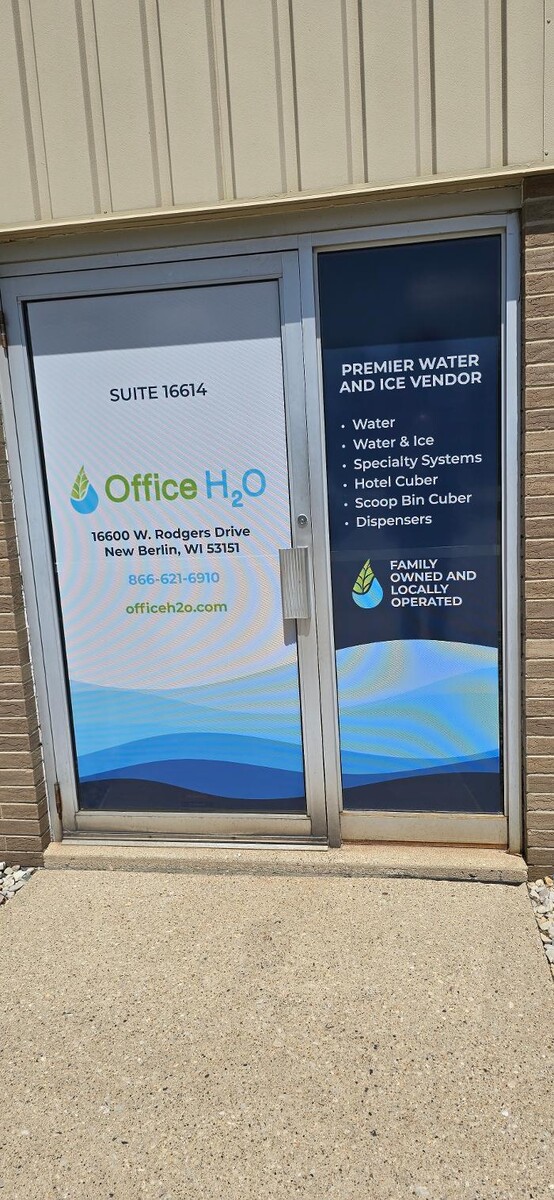 SUITE 16614
Office H₂O
16600 W. Rodgers Drive
New Berlin, WI 53151
866-621-6910
officeh2o.com
PREMIER WATER
AND ICE VENDOR
• Water
• Water & Ice
• Specialty Systems
• Hotel Cuber
• Scoop Bin Cuber
• Dispensers
FAMILY
OWNED AND
LOCALLY
OPERATED